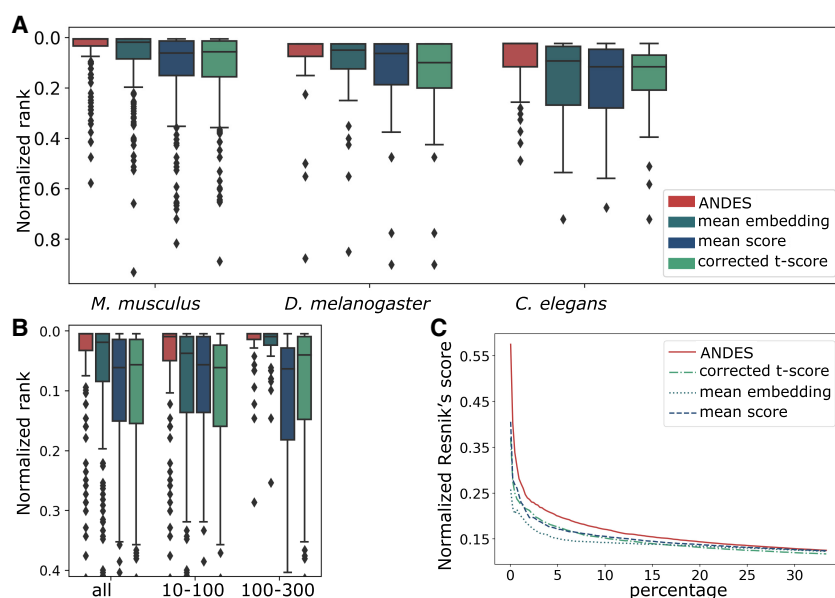 A
Normalized rank
0.0
0.2
0.4
0.6
0.8
ANDES
mean embedding
mean score
corrected t-score
M. musculus
D. melanogaster
C. elegans
B
Normalized rank
0.0
0.1
0.2
0.3
0.4
all
10-100
100-300
C
Normalized Resnik's score
0.55
0.45
0.35
0.25
0.15
ANDES
corrected t-score
mean embedding
mean score
0
5
10
15
20
25
30
percentage